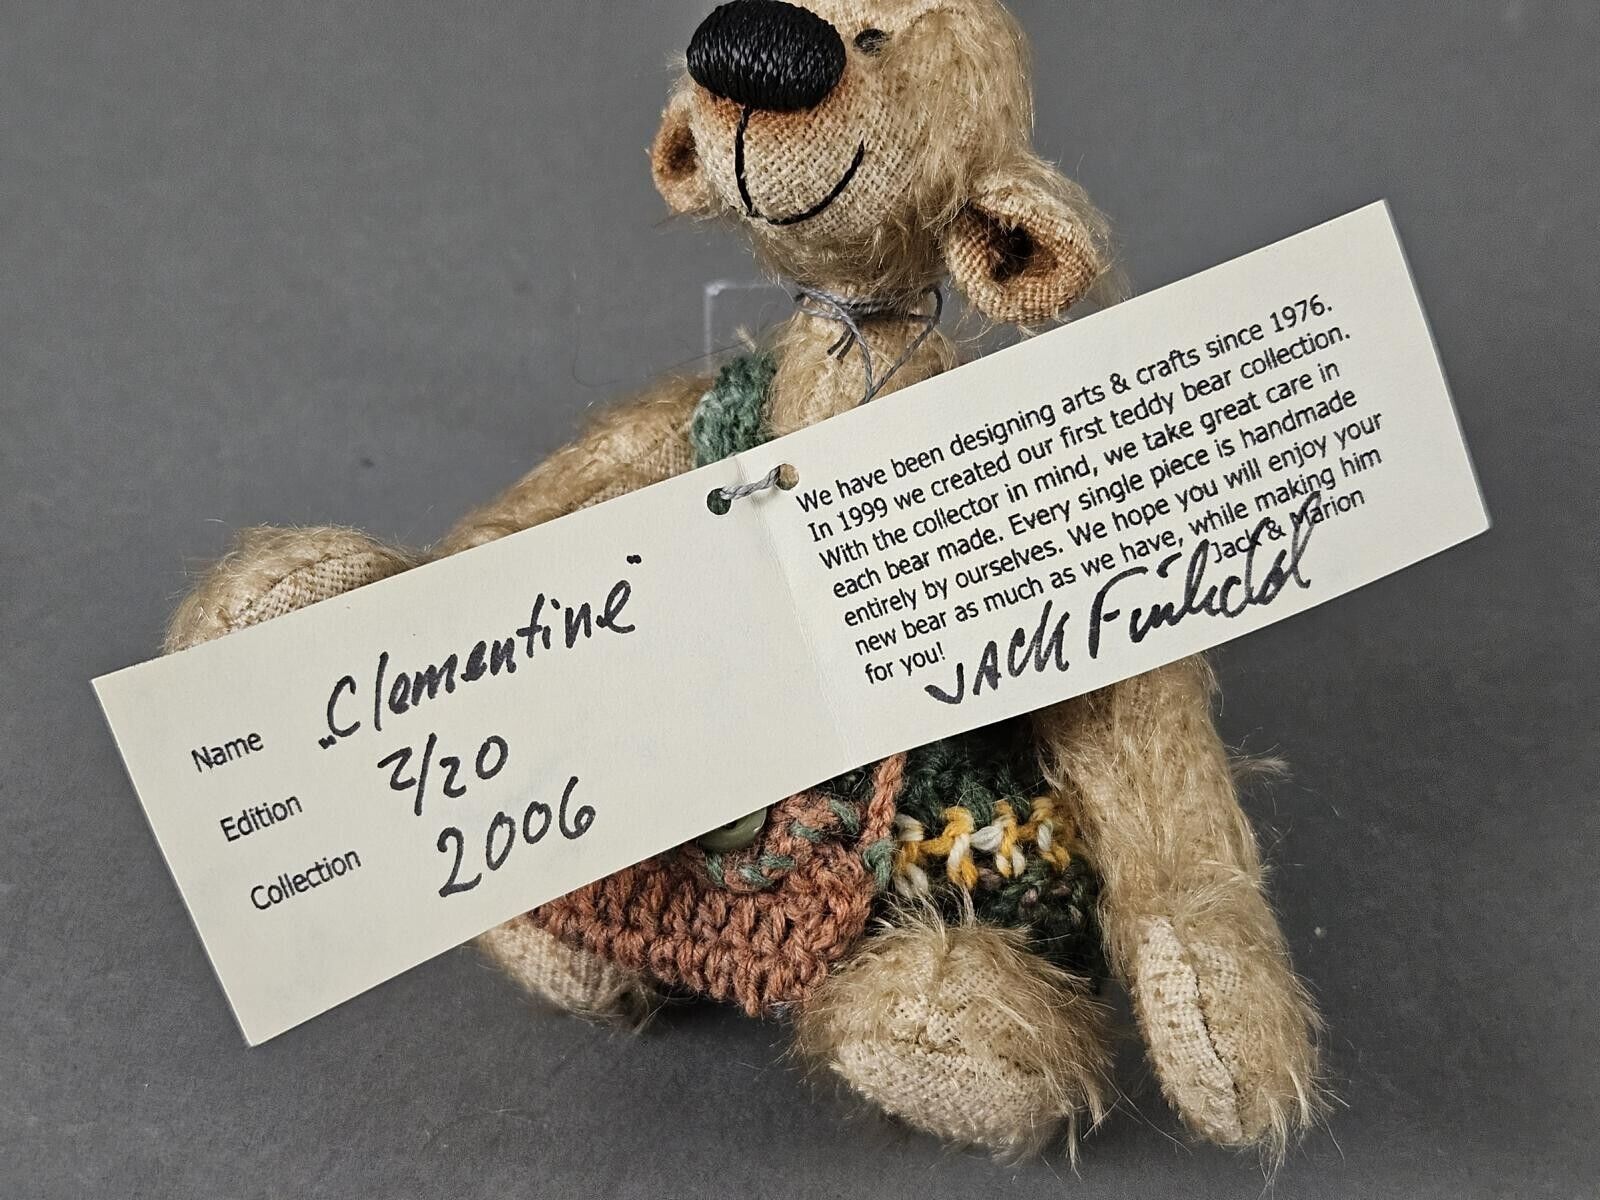 Name „Clementine"
Edition 2/20
Collection 2006
We have been designing arts & crafts since 1976.
In 1999 we created our first teddy bear collection.
With the collector in mind, we take great care in
each bear made. Every single piece is handmade
entirely by ourselves. We hope you will enjoy your
new bear as much as we have, while making him
for you! Jack & Marion
JACK